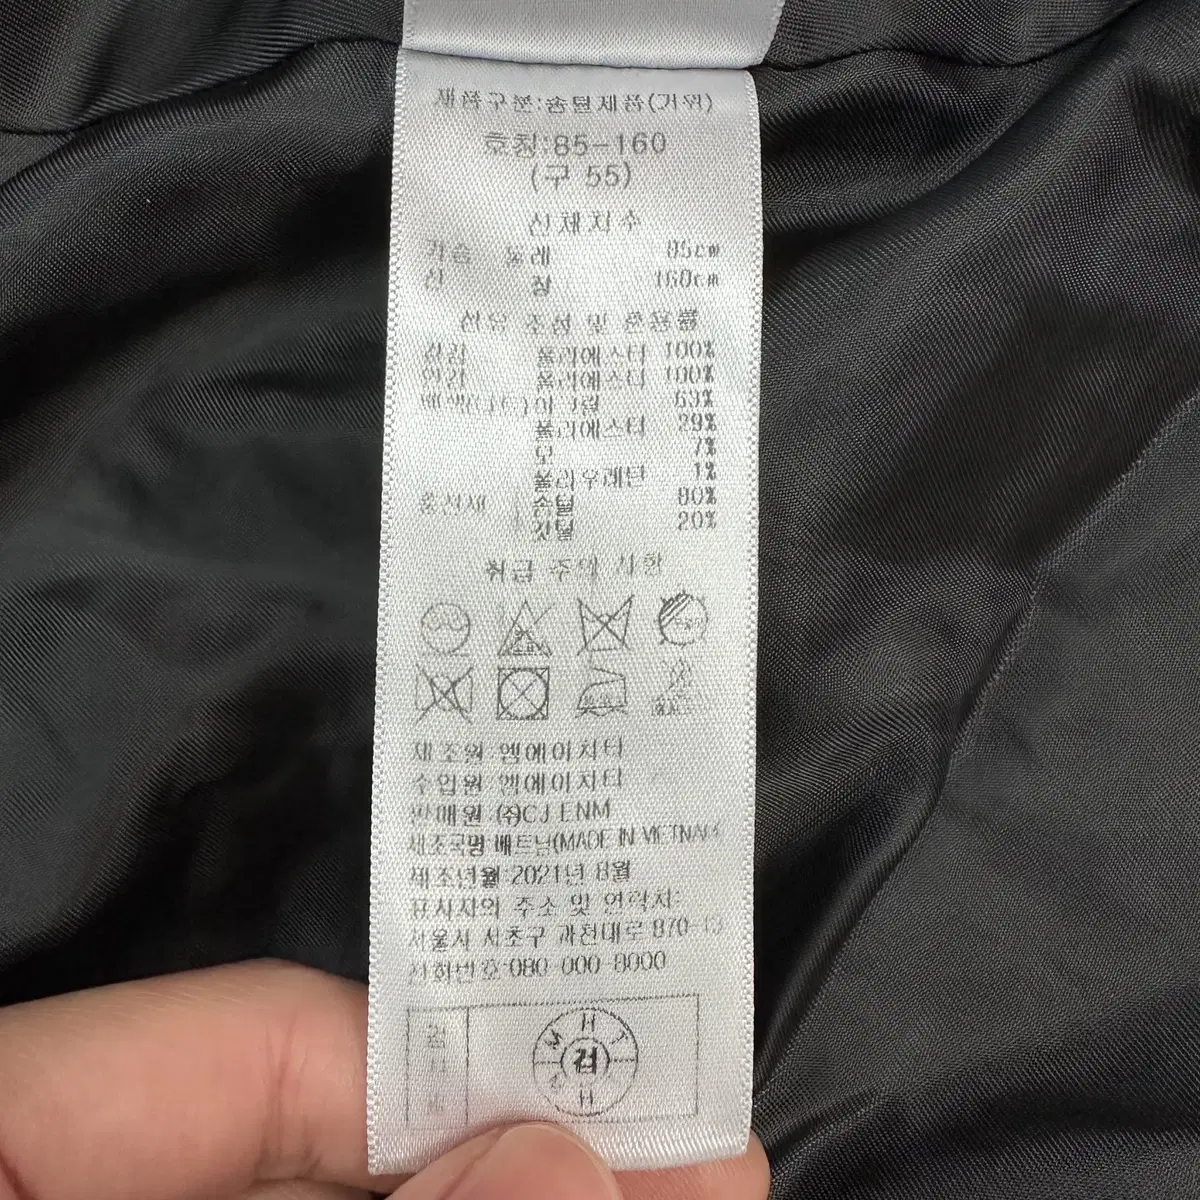 제품구분:솜털제품(거위)
호칭:85-160
(구 55)
신체치수
가슴 둘레 85cm
신 장 160cm
섬유 조성 및 혼용률
겉감 폴리에스터 100%
안감 폴리에스터 100%
배색(니트)아크릴 63%
폴리에스터 29%
모 7%
폴리우레탄 1%
충전재 솜털 80%
깃털 20%
취급 주의 사항
제조원 엠에이치티
수입원 엠에이치티
판매원 (주)CJ ENM
제조국명 베트남(MADE IN VIETNAM)
제조년월:2021년 8월
표시자의 주소 및 연락처:
서울시 서초구 과천대로 870-13
전화번호:080-000-8000
M H T
검